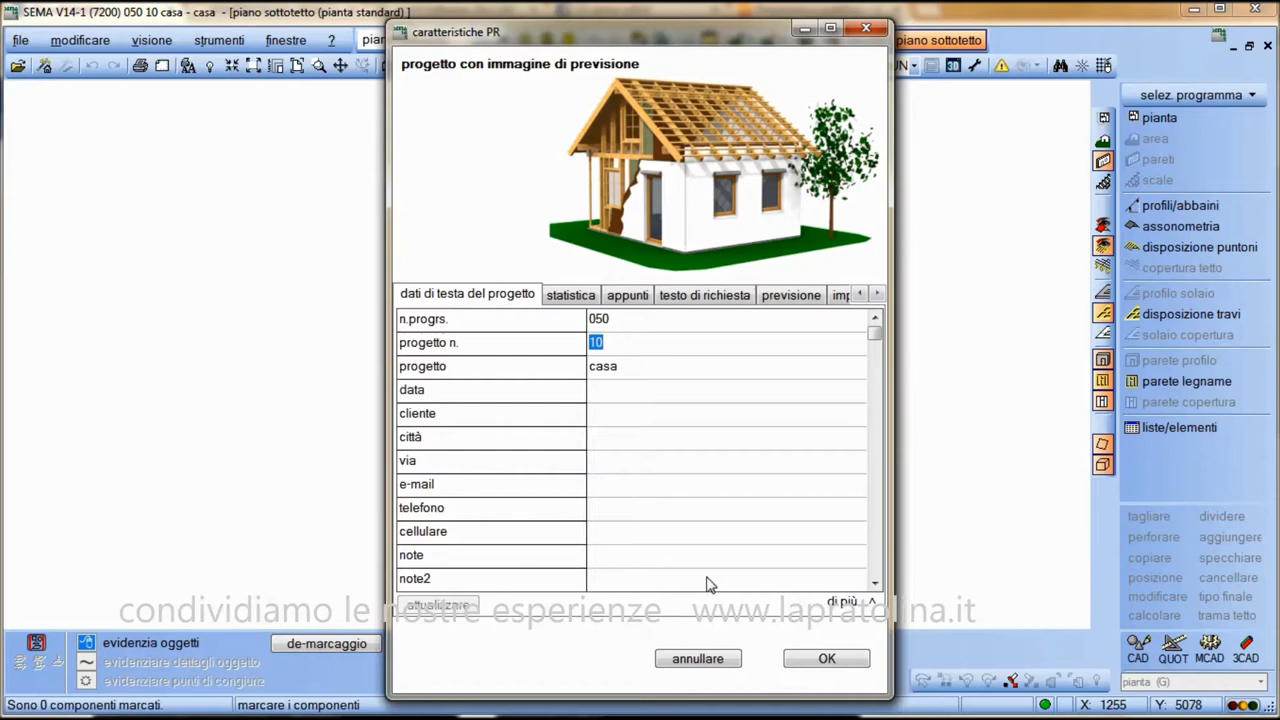 SEMA V14-1 (7200) 050 10 casa - casa - [piano sottotetto (pianta standard) ]
file modificare visione strumenti finestre ?
piano sottotetto
3D
caratteristiche PR
progetto con immagine di previsione
dati di testa del progetto statistica appunti testo di richiesta previsione
n.progrs. 050
progetto n. 10
progetto casa
data
cliente
città
via
e-mail
telefono
cellulare
note
note2
attualizzare
di più
annullare OK
condividiamo le nostre esperienze www.lapratolina.it
selez. programma
pianta
area
pareti
scale
profili/abbaini
assonometria
disposizione puntoni
copertura tetto
profilo solaio
disposizione travi
solaio copertura
parete profilo
parete legname
parete copertura
liste/elementi
tagliare dividere
perforare aggiungere
copiare specchiare
posizione cancellare
modificare tipo finale
calcolare trama tetto
CAD QUOT MCAD 3CAD
pianta (G)
evidenzia oggetti de-marcaggio
evidenziare dettagli oggetto
evidenziare punti di congiunz
Sono 0 componenti marcati. marcare i componenti
X: 1255 Y: 5078